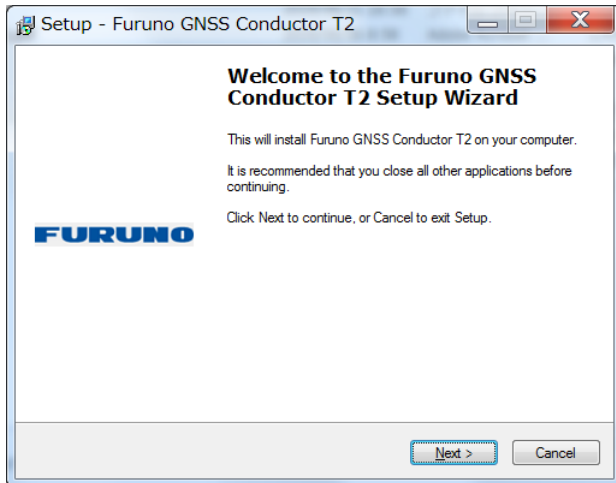 Setup - Furuno GNSS Conductor T2
Welcome to the Furuno GNSS
Conductor T2 Setup Wizard
This will install Furuno GNSS Conductor T2 on your computer.
It is recommended that you close all other applications before
continuing.
Click Next to continue, or Cancel to exit Setup.
FURUNO
Next >
Cancel